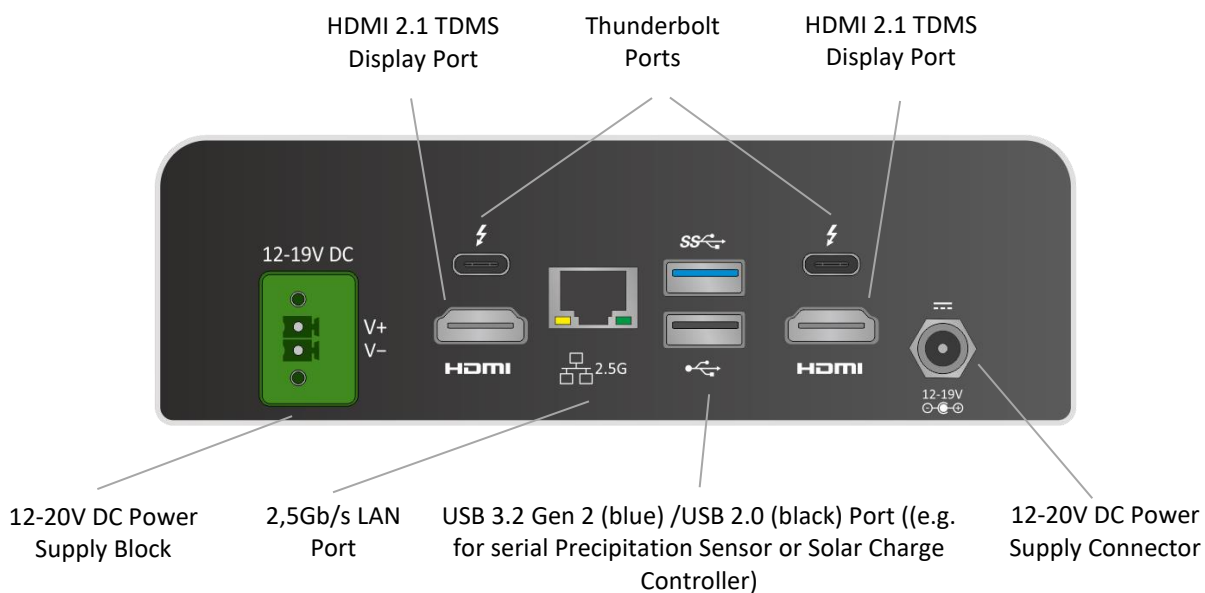 HDMI 2.1 TDMS
Display Port
Thunderbolt
Ports
HDMI 2.1 TDMS
Display Port
12-19V DC
V+
V–
HDMI
2.5G
SS
HDMI
12-19V
12-20V DC Power
Supply Block
2,5Gb/s LAN
Port
USB 3.2 Gen 2 (blue) /USB 2.0 (black) Port ((e.g.
for serial Precipitation Sensor or Solar Charge
Controller)
12-20V DC Power
Supply Connector